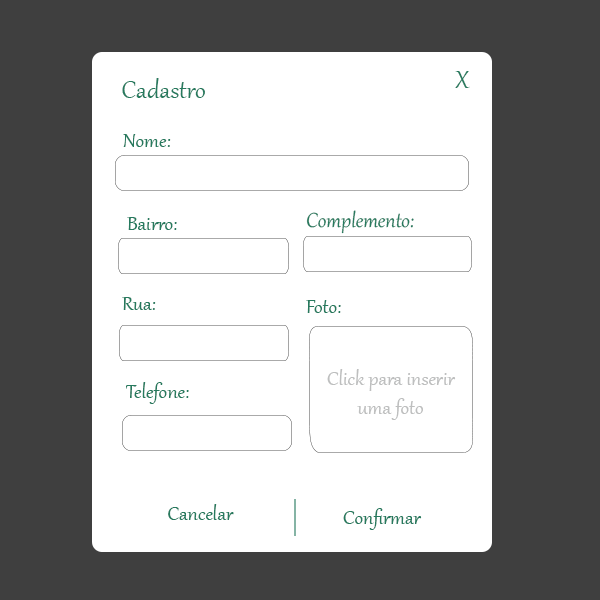 Cadastro
X
Nome:
Bairro:
Complemento:
Rua:
Foto:
Click para inserir
uma foto
Telefone:
Cancelar
Confirmar